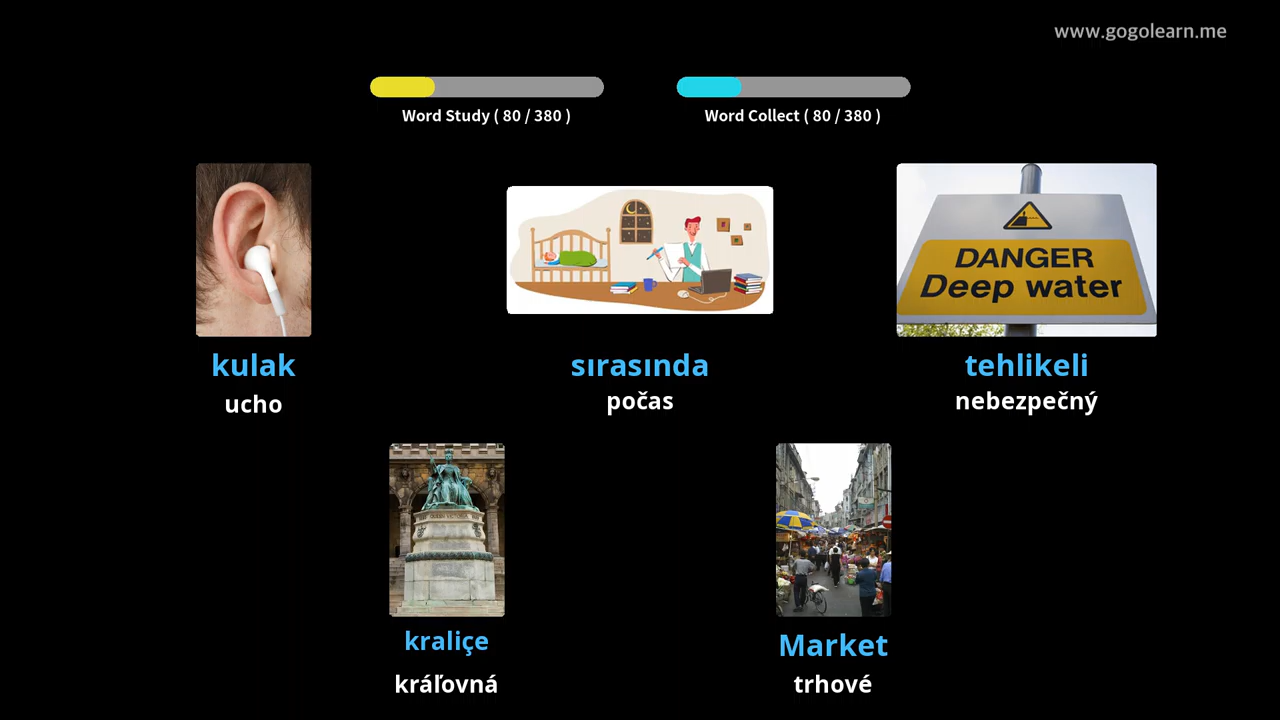 www.gogolearn.me
Word Study ( 80 / 380 )
Word Collect ( 80 / 380 )
DANGER
Deep water
kulak
ucho
sırasında
počas
tehlikeli
nebezpečný
kraliçe
kráľovná
Market
trhové